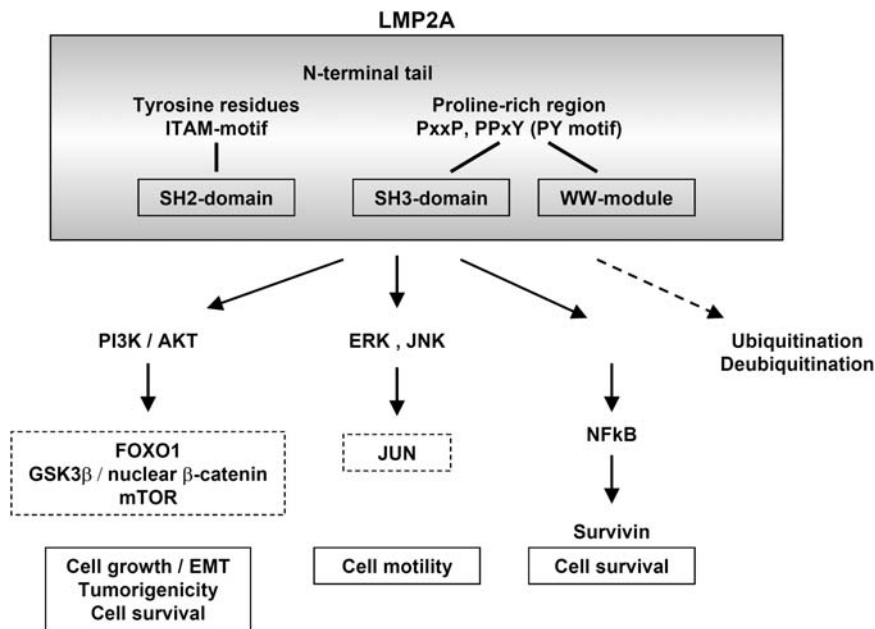 LMP2A
N-terminal tail
Tyrosine residues
ITAM-motif
Proline-rich region
PxxP, PPxY (PY motif)
SH2-domain
SH3-domain
WW-module
PI3K / AKT
ERK , JNK
Ubiquitination
Deubiquitination
FOXO1
GSK3β / nuclear β-catenin
mTOR
JUN
NFkB
Survivin
Cell growth / EMT
Tumorigenicity
Cell survival
Cell motility
Cell survival